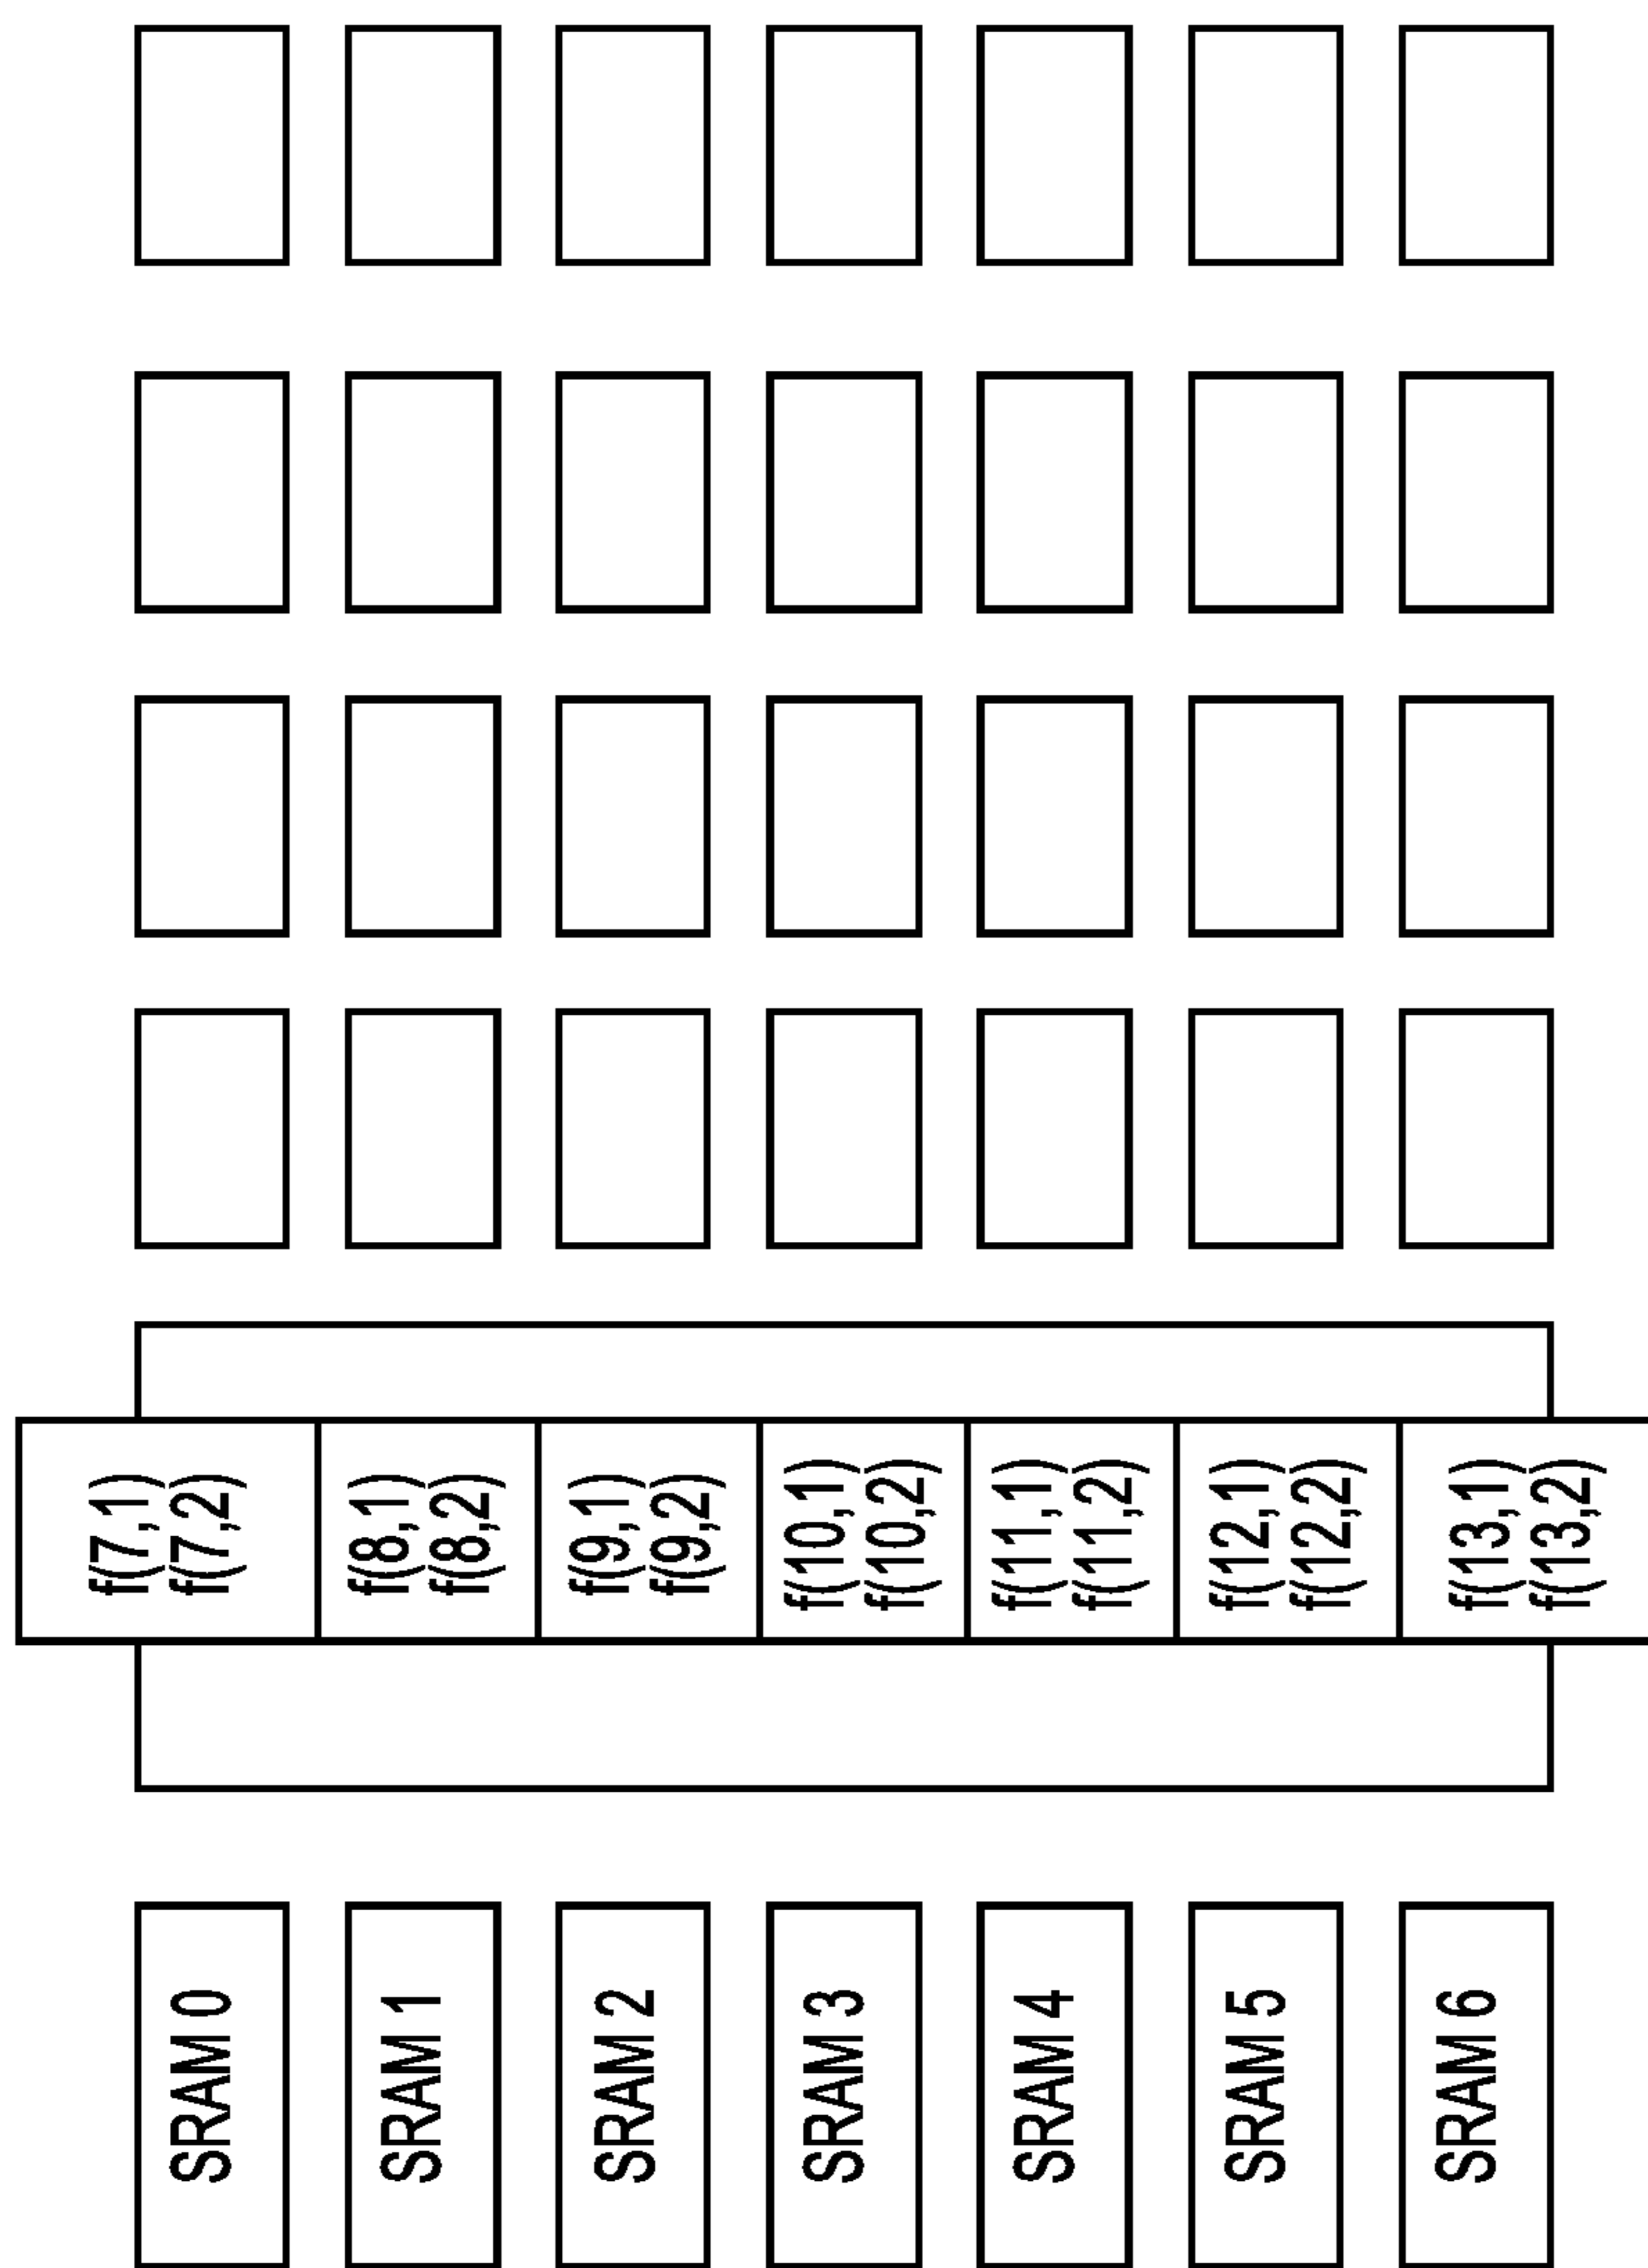 f(7,1)
f(7,2)
f(8,1)
f(8,2)
f(9,1)
f(9,2)
f(10,1)
f(10,2)
f(11,1)
f(11,2)
f(12,1)
f(12,2)
f(13,1)
f(13,2)
SRAM 0
SRAM 1
SRAM 2
SRAM 3
SRAM 4
SRAM 5
SRAM 6